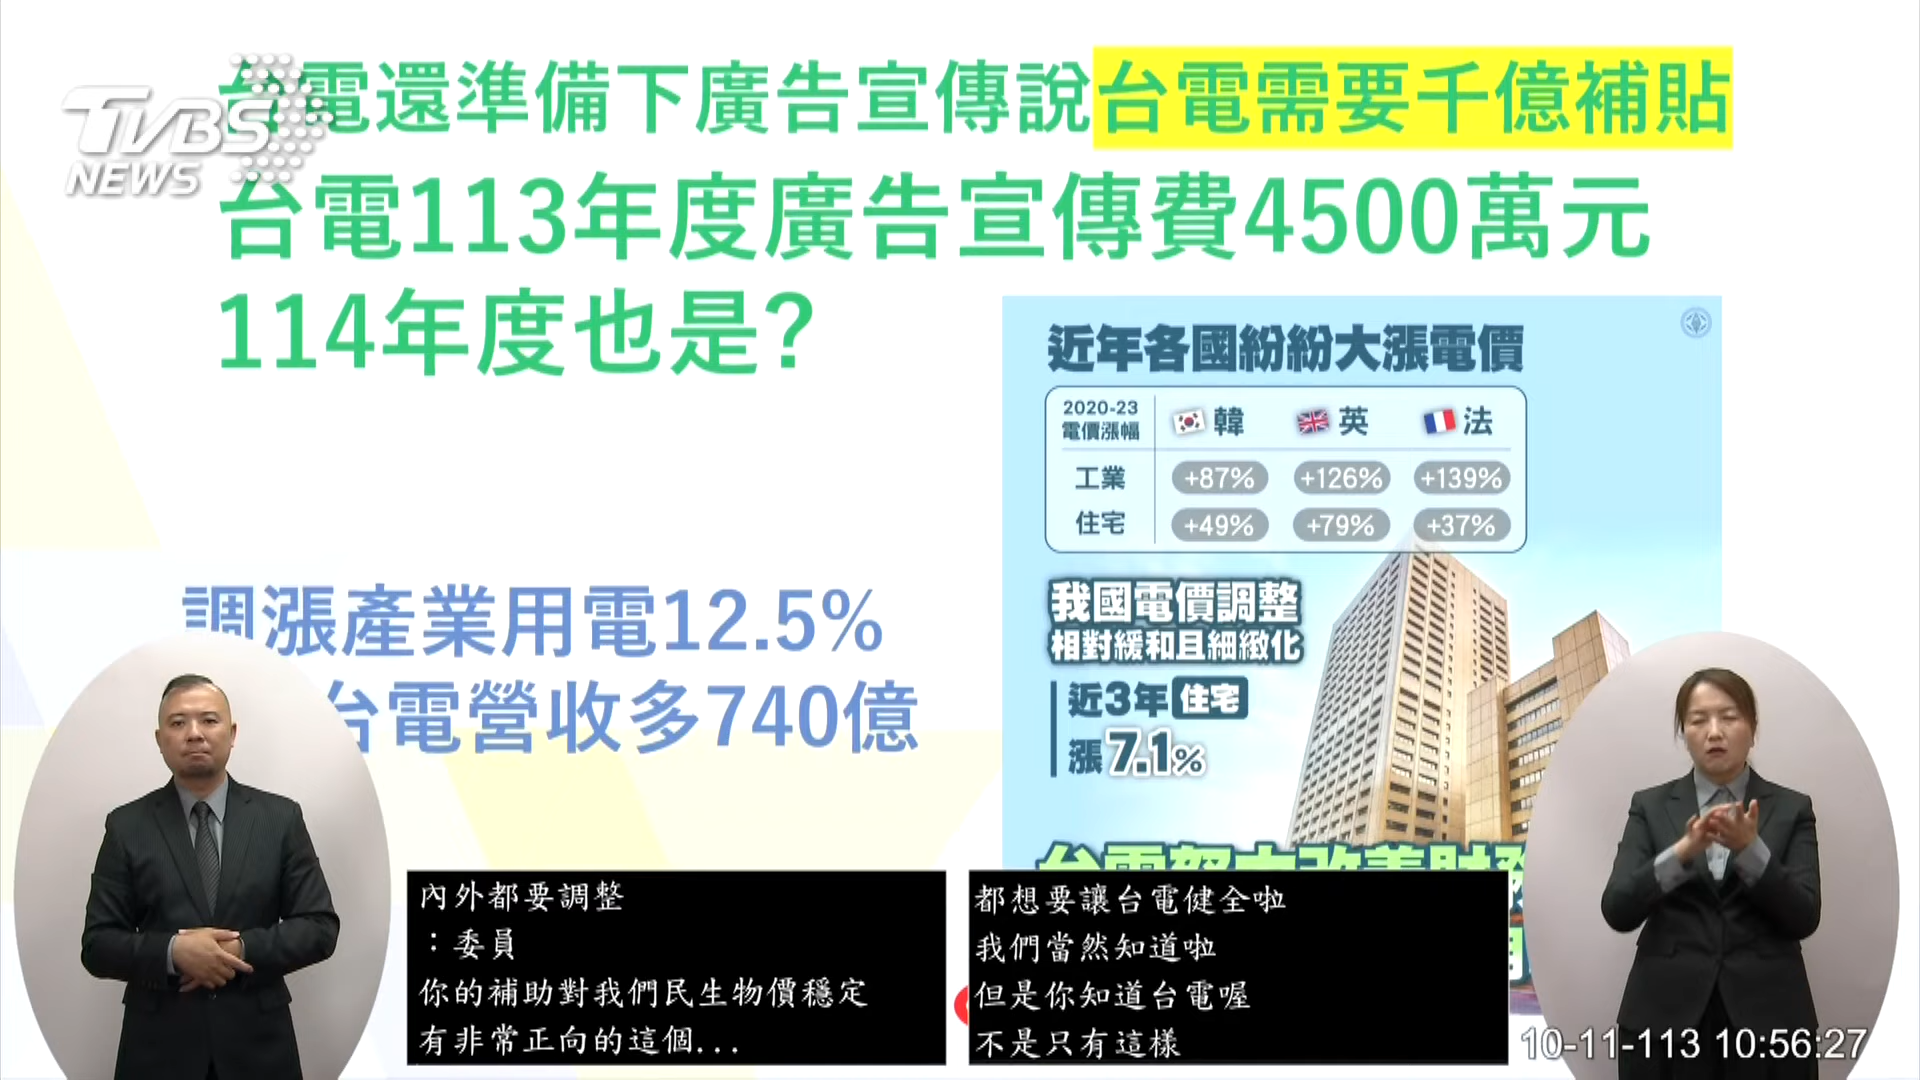 TVBS
NEWS
台電還準備下廣告宣傳說台電需要千億補貼
台電113年度廣告宣傳費4500萬元
114年度也是?
調漲產業用電12.5%
台電營收多740億
近年各國紛紛大漲電價
2020-23
電價漲幅
韓 英 法
工業 +87% +126% +139%
住宅 +49% +79% +37%
我國電價調整
相對緩和且細緻化
近3年住宅
漲7.1%
內外都要調整
：委員
你的補助對我們民生物價穩定
有非常正向的這個...
都想要讓台電健全啦
我們當然知道啦
但是你知道台電喔
不是只有這樣
10-11-113 10:56:27